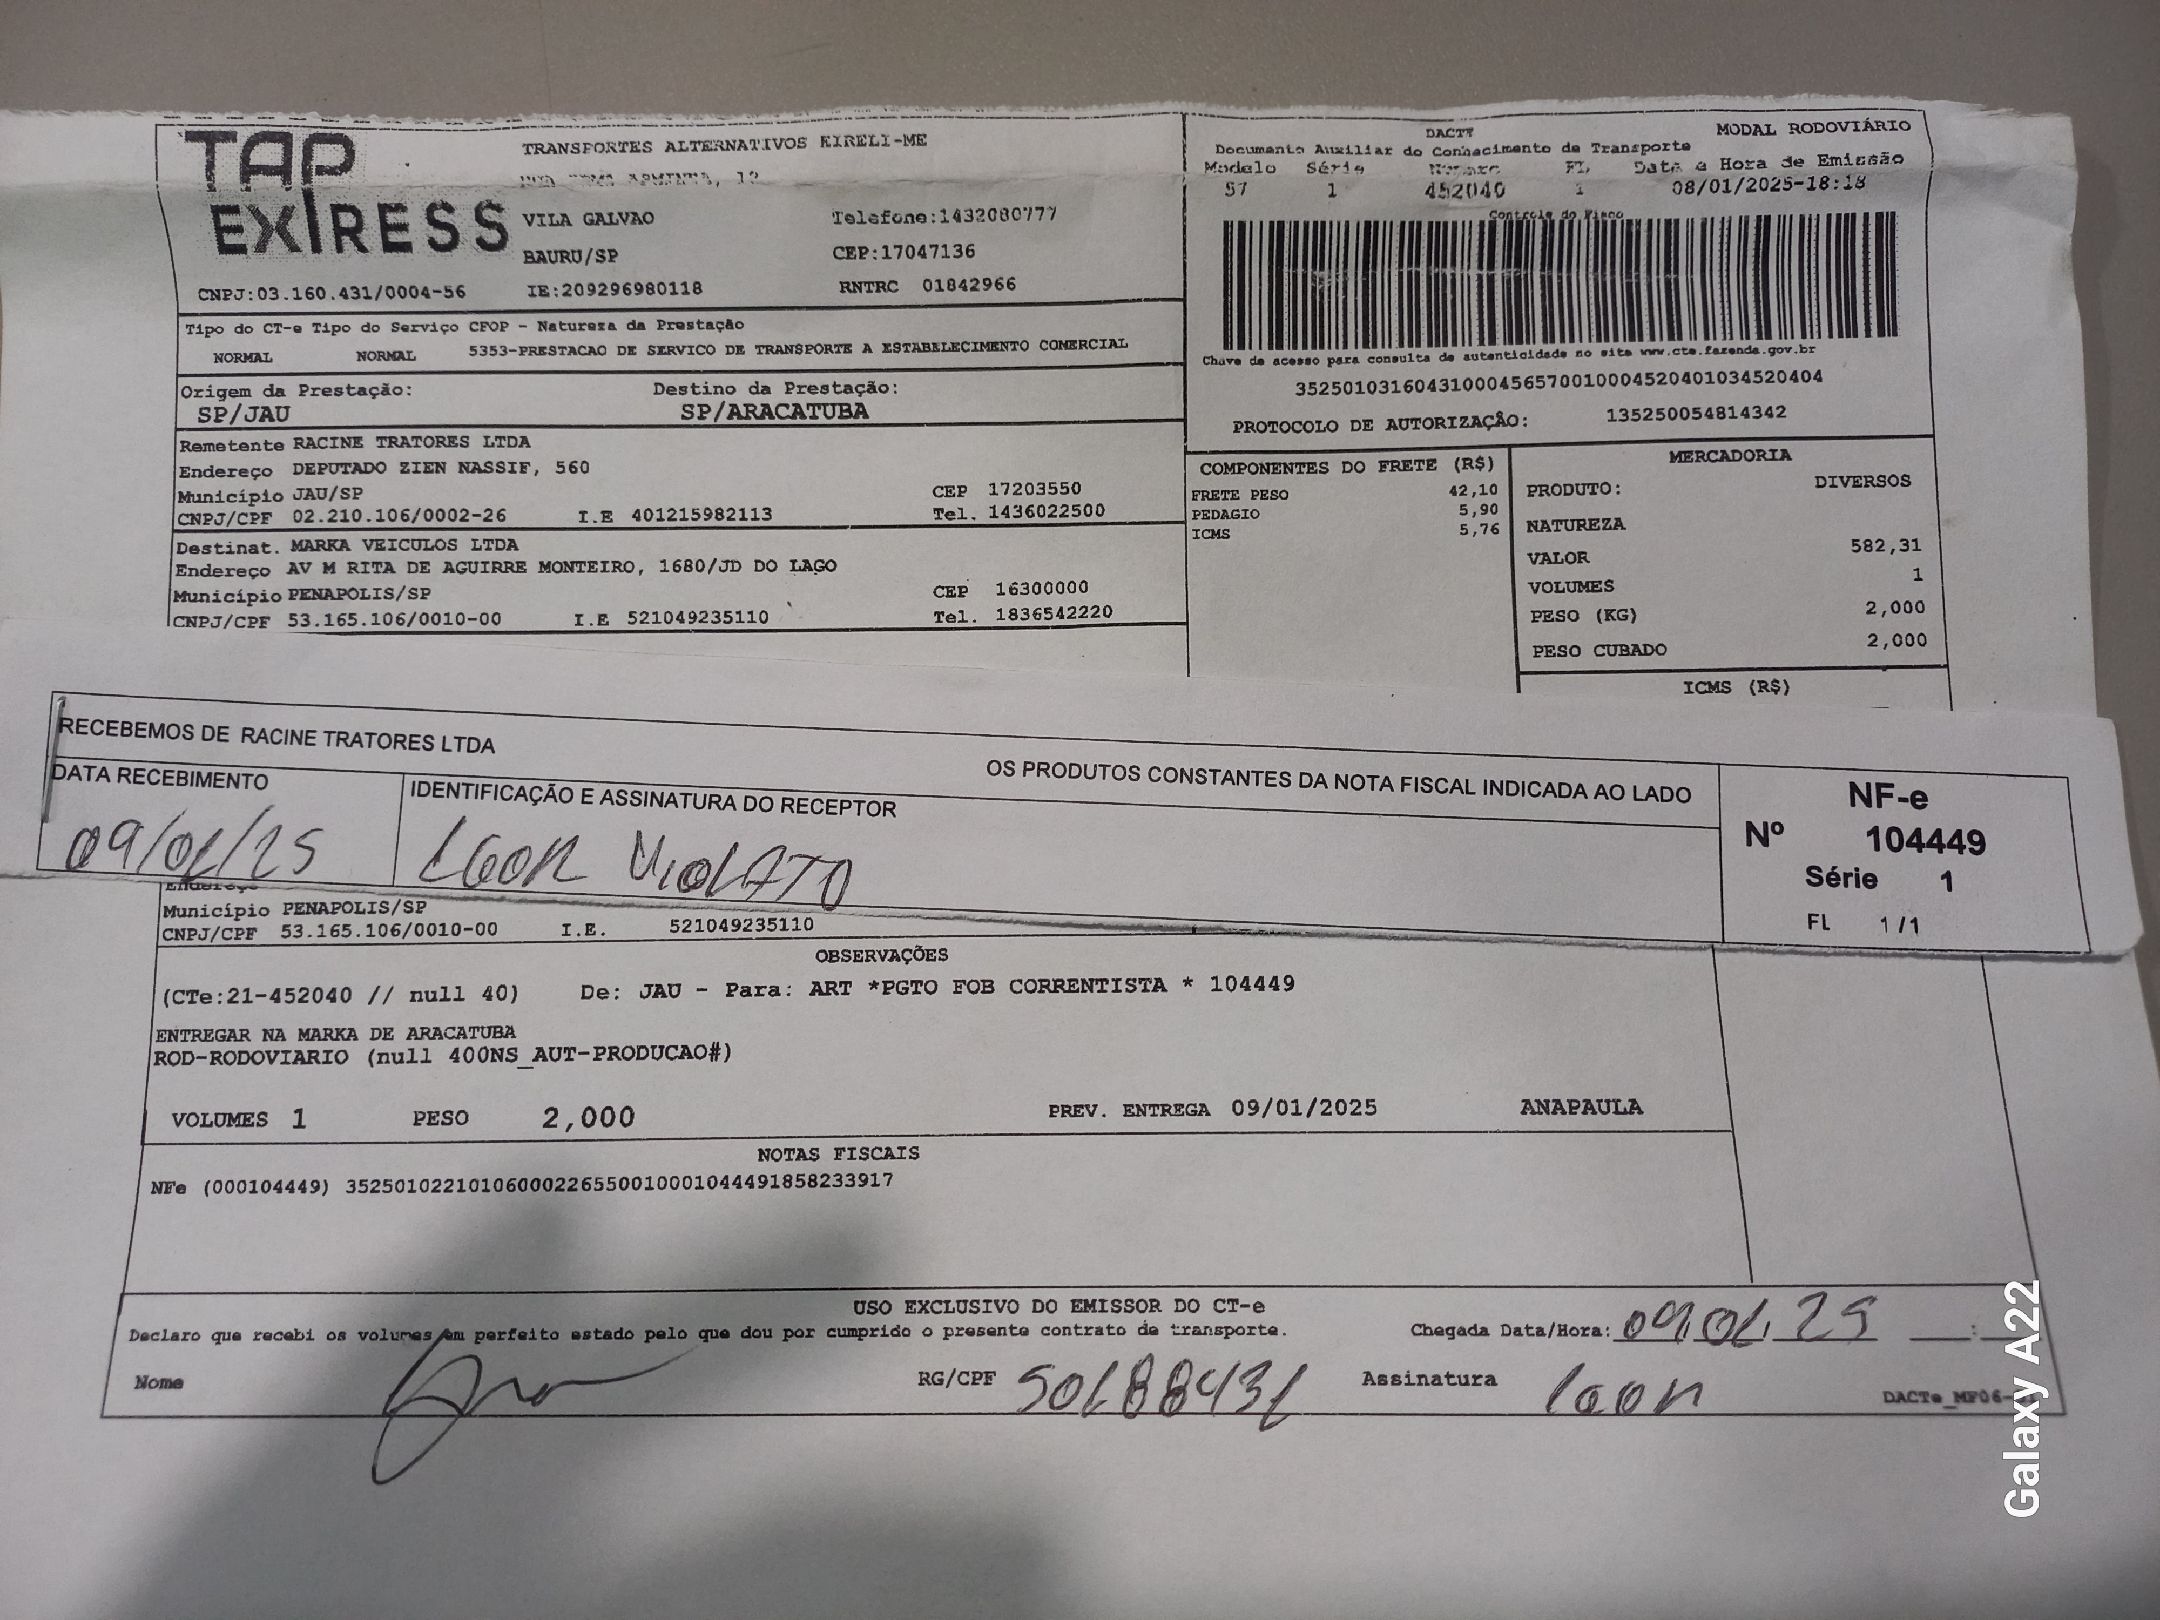 TAP EXPRESS
TRANSPORTES ALTERNATIVOS EIRELI-ME
, 12
VILA GALVAO Telefone:1432080777
BAURU/SP CEP:17047136
CNPJ:03.160.431/0004-56 IE:209296980118 RNTRC 01842966
DACTE MODAL RODOVIÁRIO
Documento Auxiliar do Conhecimento de Transporte
Modelo Série Numero FL Data e Hora de Emissão
57 1 452040 1 08/01/2025-18:18
Controle do Fisco
Chave de acesso para consulta de autenticidade no site www.cte.fazenda.gov.br
35250103160431000456570010004520401034520404
PROTOCOLO DE AUTORIZAÇÂO: 135250054814342
Tipo do CT-e Tipo do Serviço CFOP - Natureza da Prestação
NORMAL NORMAL 5353-PRESTACAO DE SERVICO DE TRANSPORTE A ESTABELECIMENTO COMERCIAL
Origem da Prestação: Destino da Prestação:
SP/JAU SP/ARACATUBA
Remetente RACINE TRATORES LTDA
Endereço DEPUTADO ZIEN NASSIF, 560
Município JAU/SP CEP 17203550
CNPJ/CPF 02.210.106/0002-26 I.E 401215982113 Tel. 1436022500
Destinat. MARKA VEICULOS LTDA
Endereço AV M RITA DE AGUIRRE MONTEIRO, 1680/JD DO LAGO
Município PENAPOLIS/SP CEP 16300000
CNPJ/CPF 53.165.106/0010-00 I.E 521049235110 Tel. 1836542220
COMPONENTES DO FRETE (R$)
FRETE PESO 42,10
PEDAGIO 5,90
ICMS 5,76
MERCADORIA
PRODUTO: DIVERSOS
NATUREZA
VALOR 582,31
VOLUMES 1
PESO (KG) 2,000
PESO CUBADO 2,000
ICMS (R$)
RECEBEMOS DE RACINE TRATORES LTDA OS PRODUTOS CONSTANTES DA NOTA FISCAL INDICADA AO LADO
DATA RECEBIMENTO IDENTIFICAÇÃO E ASSINATURA DO RECEPTOR
09/01/25 LEON VIOLATO
NF-e
Nº 104449
Série 1
FL 1/1
Endereço
Município PENAPOLIS/SP
CNPJ/CPF 53.165.106/0010-00 I.E. 521049235110
OBSERVAÇÕES
(CTe:21-452040 // null 40) De: JAU - Para: ART *PGTO FOB CORRENTISTA * 104449
ENTREGAR NA MARKA DE ARACATUBA
ROD-RODOVIARIO (null 400NS_AUT-PRODUCAO#)
VOLUMES 1 PESO 2,000 PREV. ENTREGA 09/01/2025 ANAPAULA
NOTAS FISCAIS
NFe (000104449) 35250102210106000226550010001044491858233917
USO EXCLUSIVO DO EMISSOR DO CT-e
Declaro que recebi os volumes em perfeito estado pelo que dou por cumprido o presente contrato de transporte. Chegada Data/Hora: 09,01,25 __:__
Nome RG/CPF 50188431 Assinatura leon DACTe_MF06-
Galaxy A22